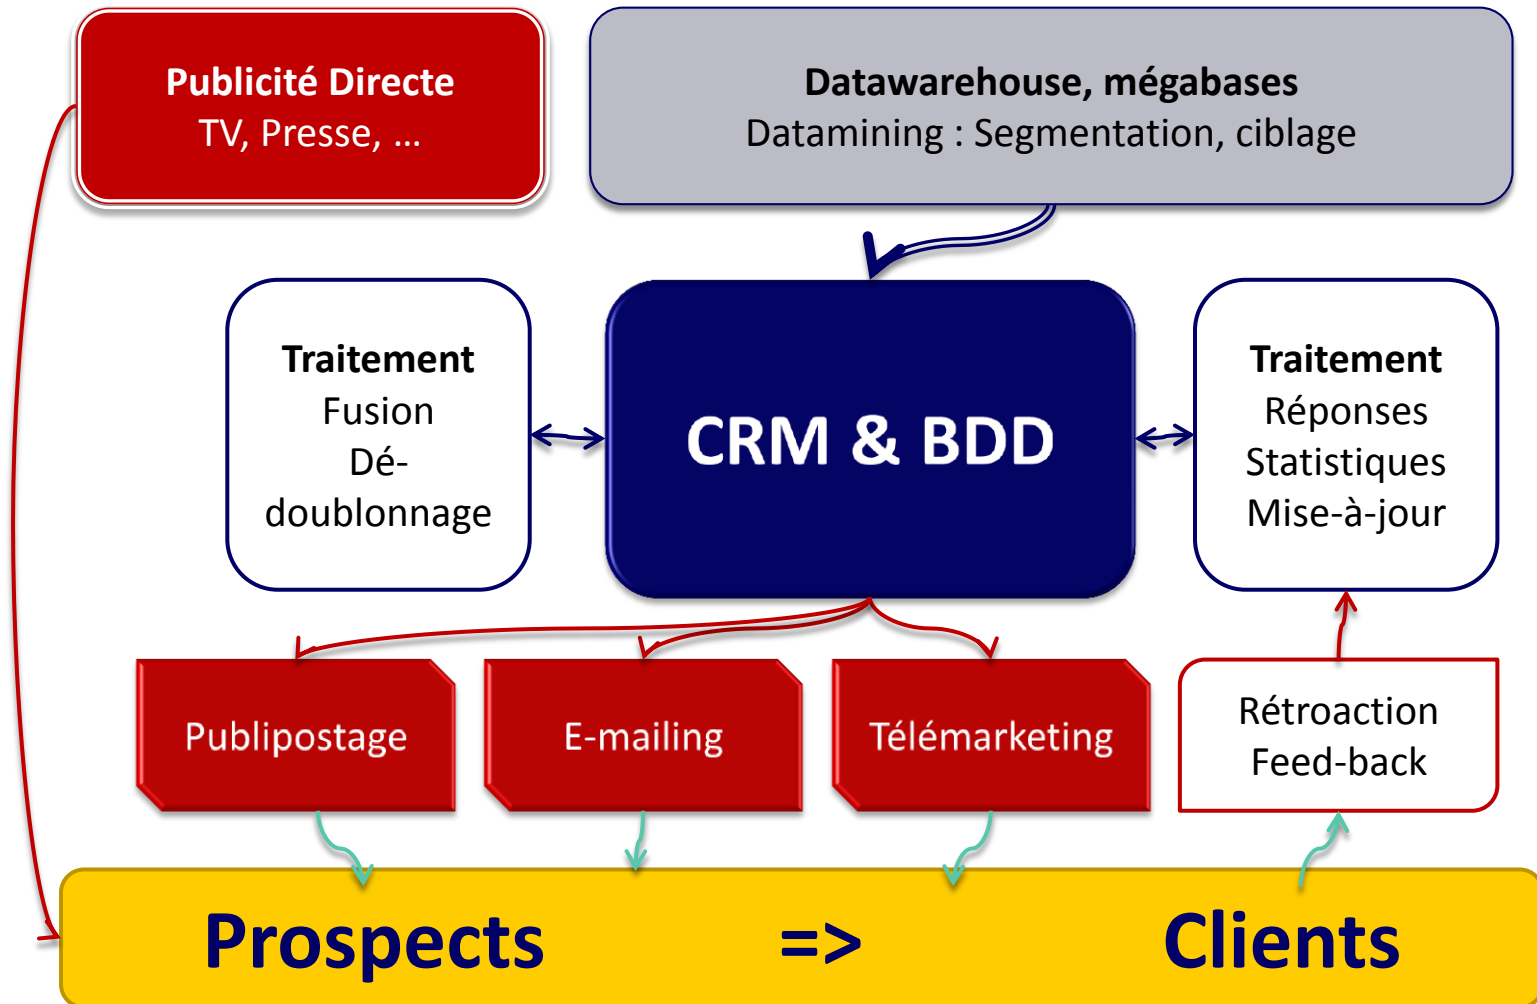 Publicité Directe
TV, Presse, ...
Datawarehouse, mégabases
Datamining : Segmentation, ciblage
Traitement
Fusion
Dé-
doublonnage
CRM & BDD
Traitement
Réponses
Statistiques
Mise-à-jour
Publipostage
E-mailing
Télémarketing
Rétroaction
Feed-back
Prospects => Clients